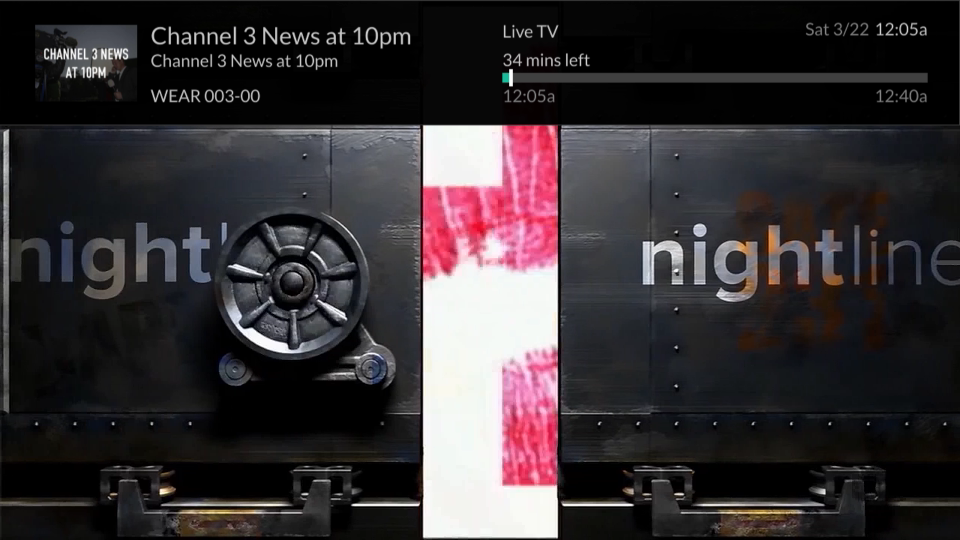 CHANNEL 3 NEWS
AT 10PM
Channel 3 News at 10pm
Channel 3 News at 10pm
WEAR 003-00
Live TV
34 mins left
12:05a
12:40a
Sat 3/22 12:05a
night
nightline